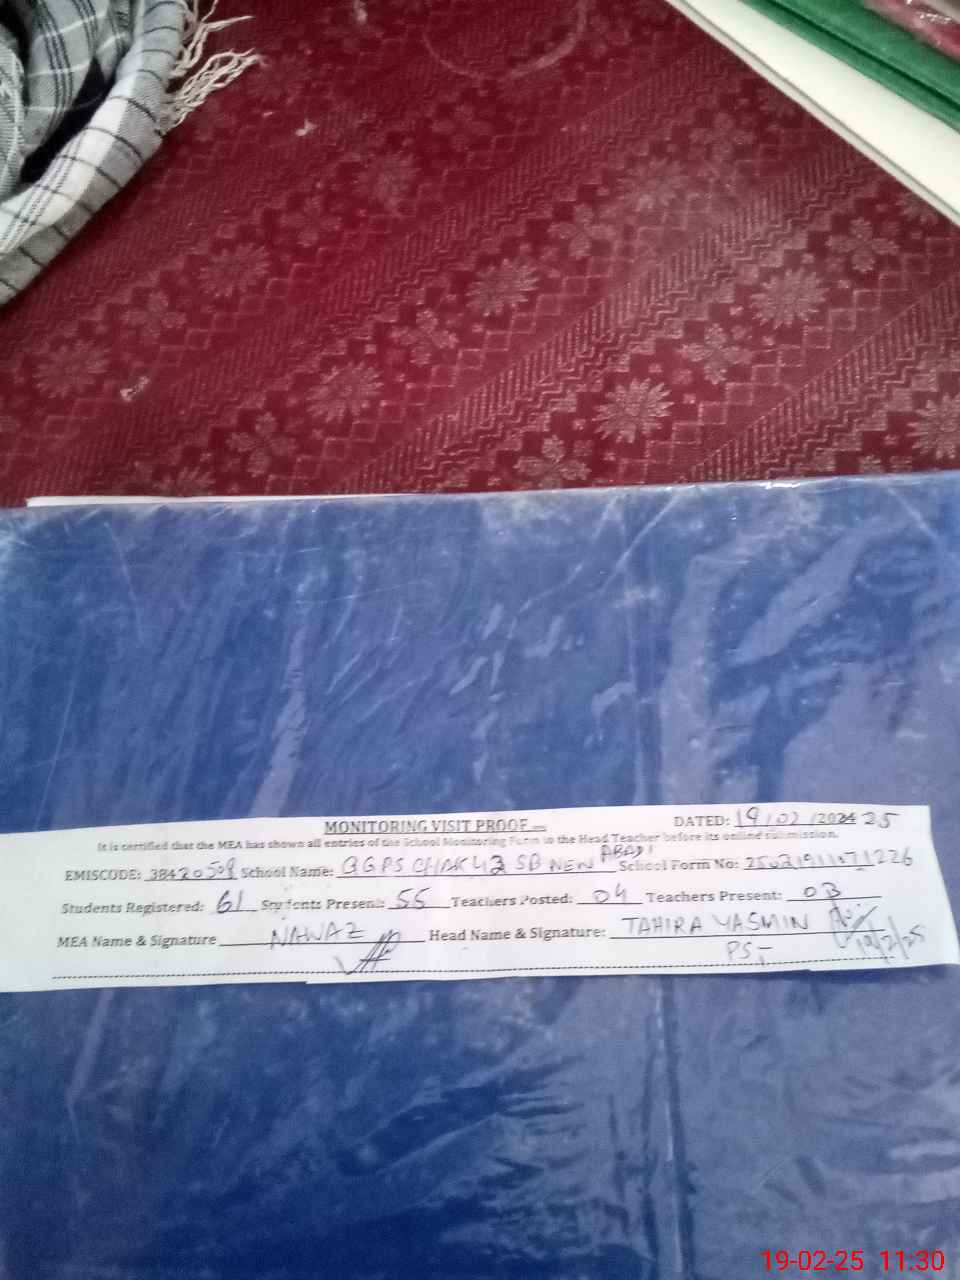 MONITORING VISIT PROOF DATED: 19/02/2024 25
It is certified that the MEA has shown all entries of the School Monitoring Form to the Head Teacher before its online submission.
EMISCODE: 38420508 School Name: GGPS CHAK 42 SB NEW ABADI School Form No:
Students Registered: 61 Students Present: 55 Teachers Posted: 04 Teachers Present: 03
MEA Name & Signature NAWAZ Head Name & Signature: TAHIRA YASMIN
PST 19/2/25
19-02-25 11:30